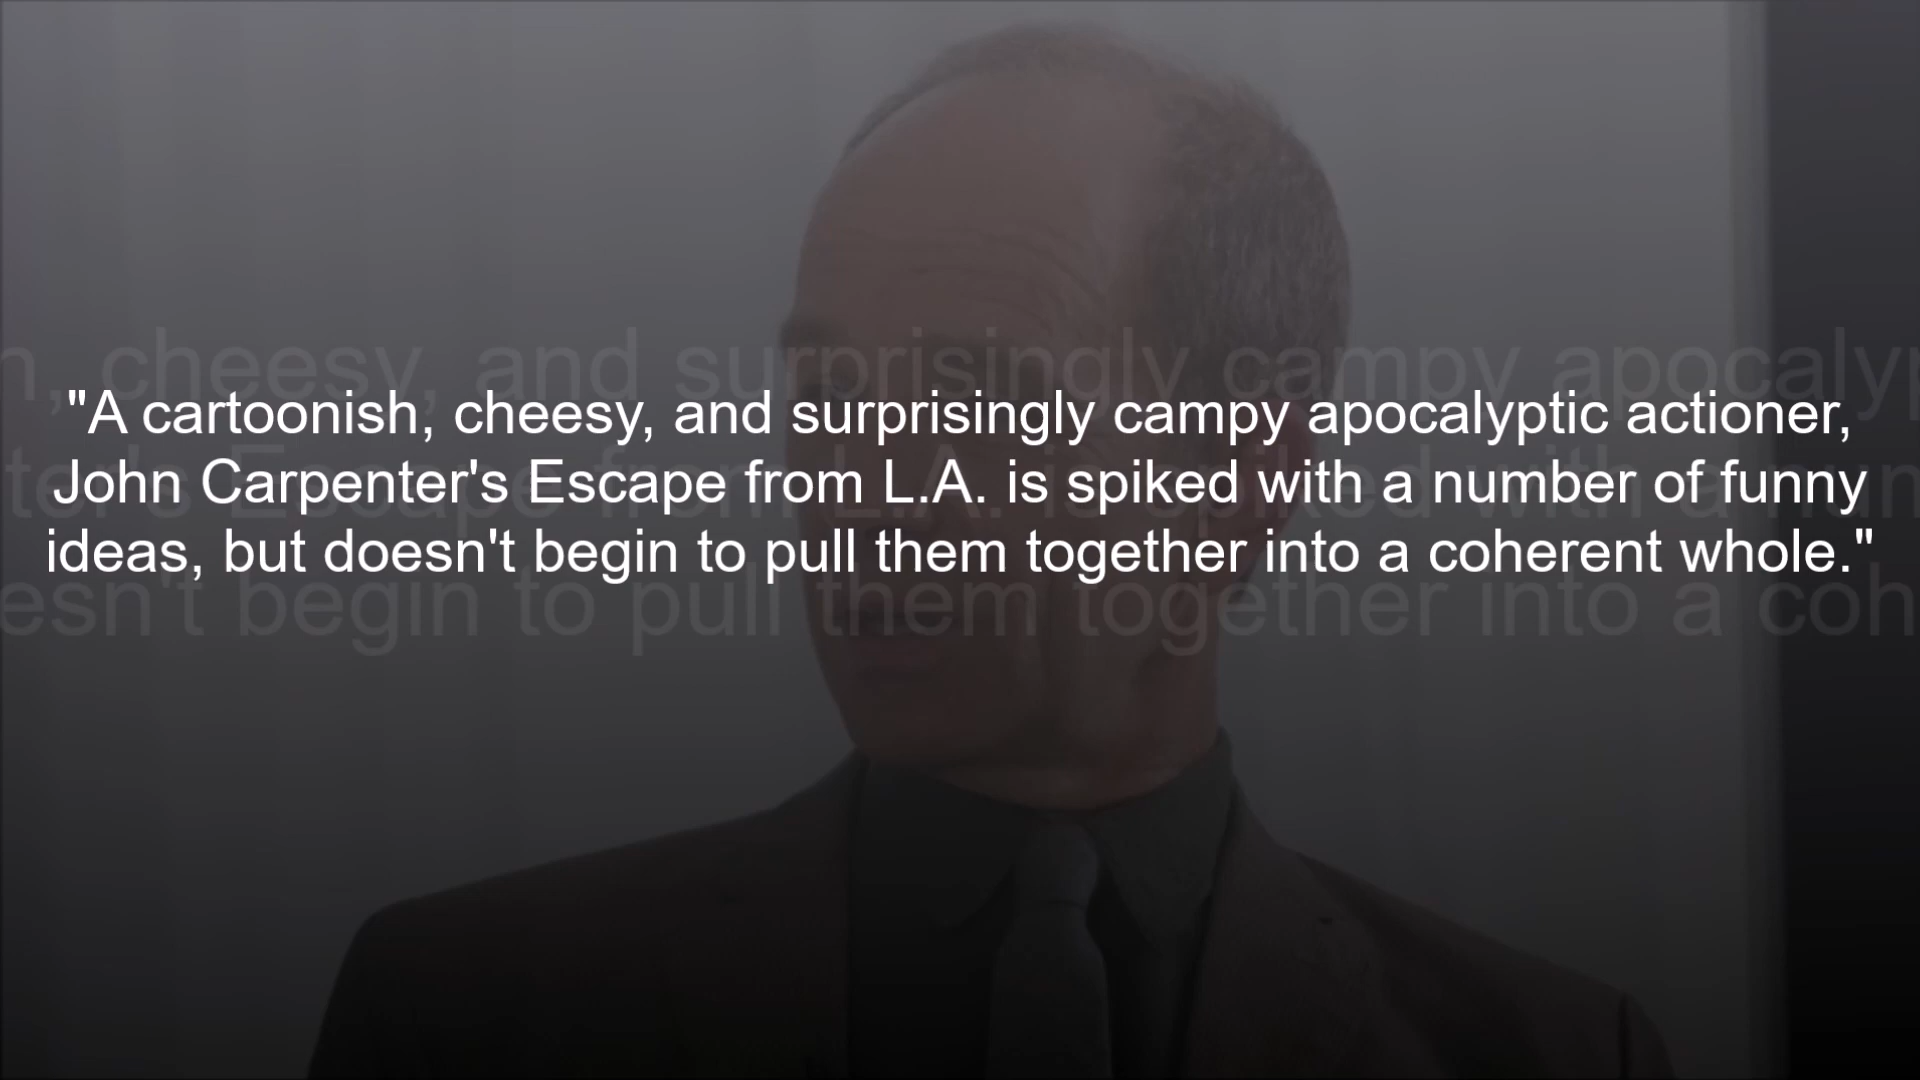 "A cartoonish, cheesy, and surprisingly campy apocalyptic actioner,
John Carpenter's Escape from L.A. is spiked with a number of funny
ideas, but doesn't begin to pull them together into a coherent whole."